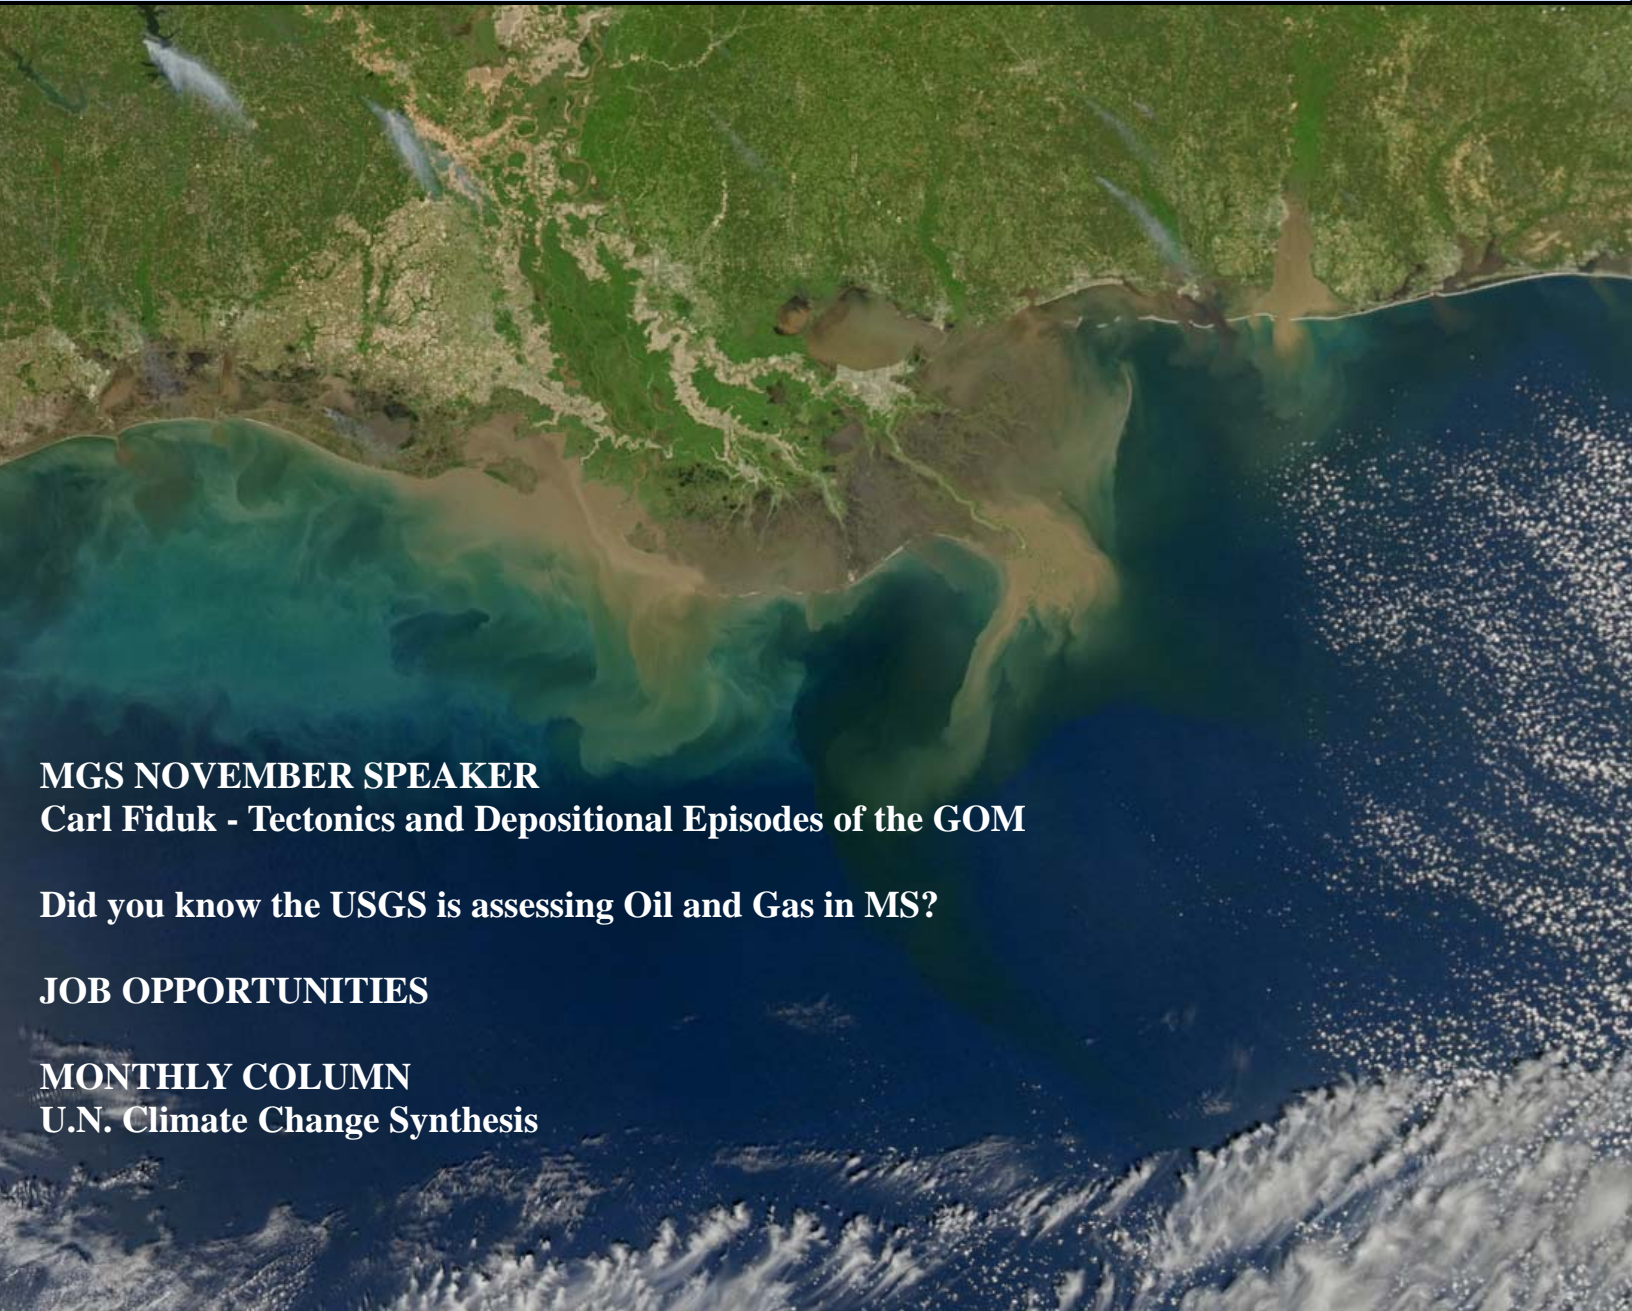 MGS NOVEMBER SPEAKER
Carl Fiduk - Tectonics and Depositional Episodes of the GOM
Did you know the USGS is assessing Oil and Gas in MS?
JOB OPPORTUNITIES
MONTHLY COLUMN
U.N. Climate Change Synthesis